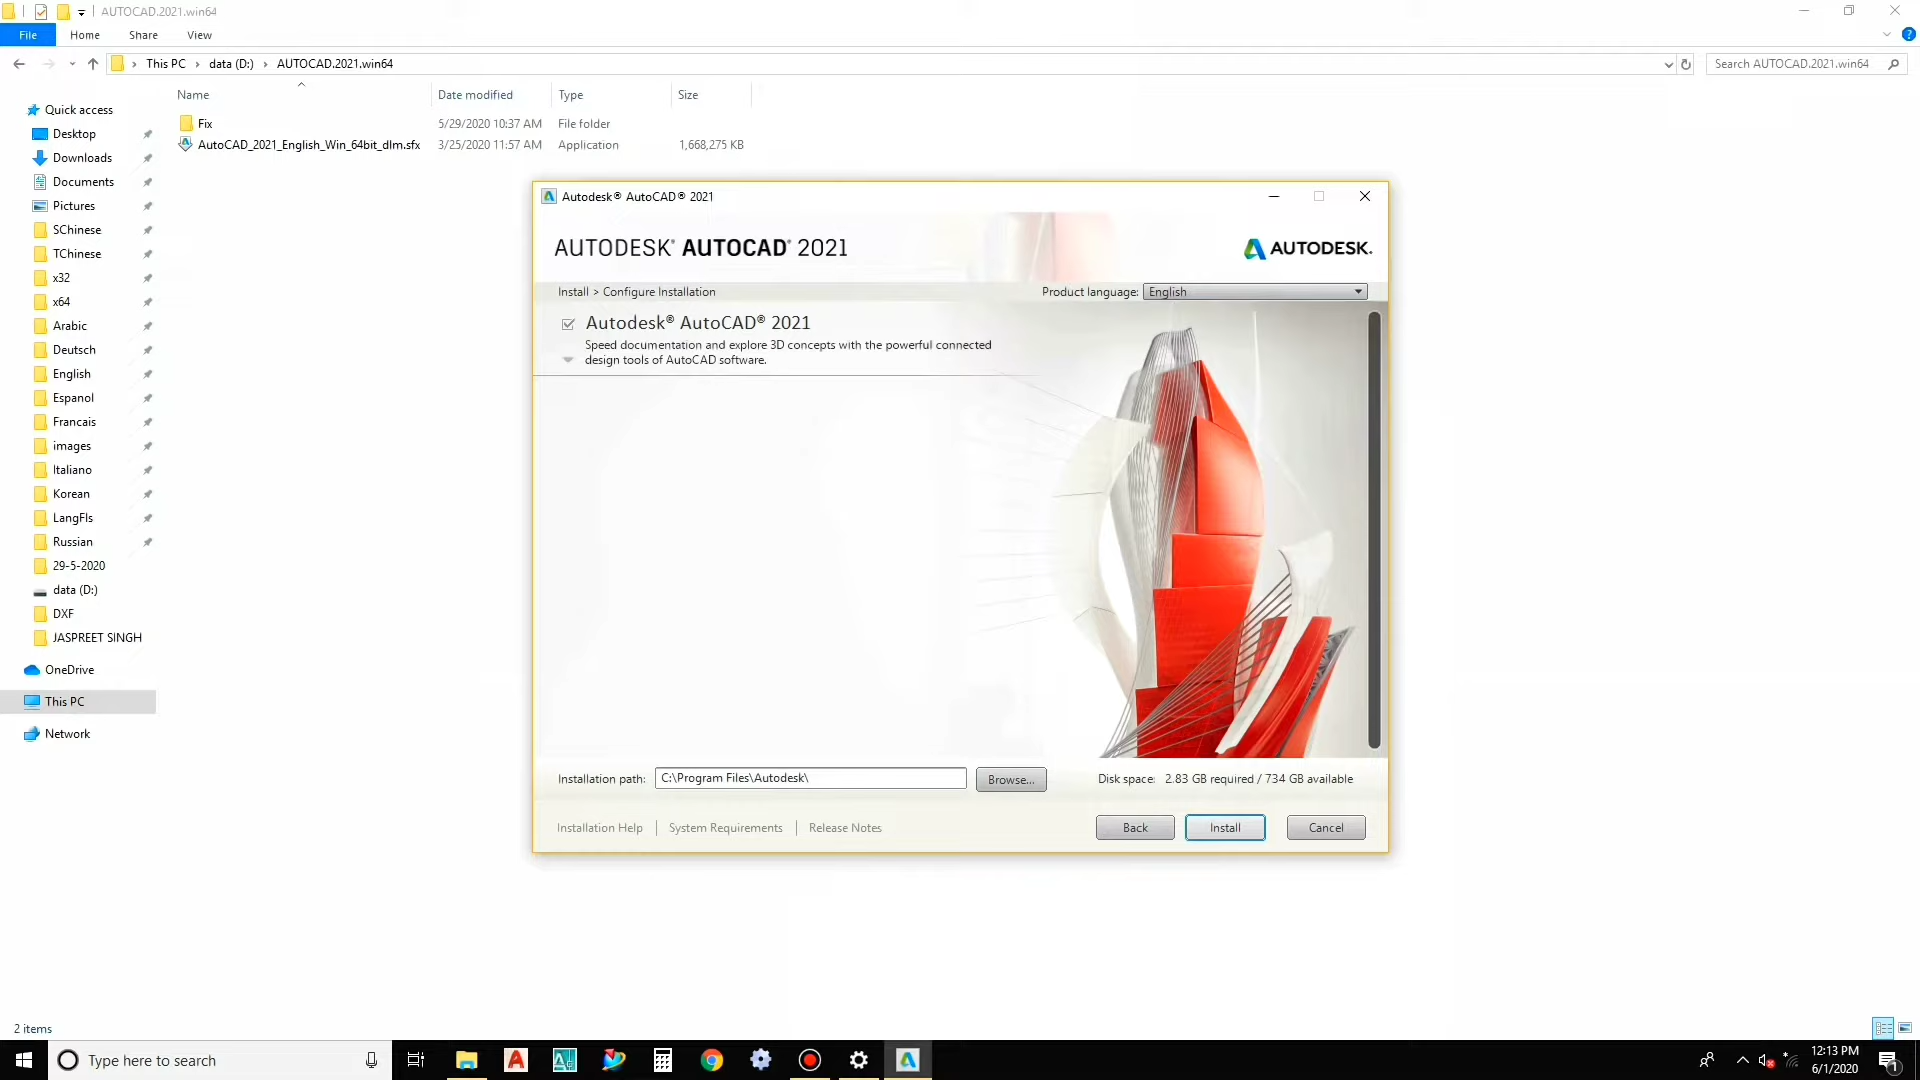 AUTOCAD.2021.win64
File
Home
Share
View
This PC
data (D:)
AUTOCAD.2021.win64
Search AUTOCAD.2021.win64
Name
Date modified
Type
Size
Quick access
Fix
5/29/2020 10:37 AM
File folder
Desktop
AutoCAD_2021_English_Win_64bit_dlm.sfx
3/25/2020 11:57 AM
Application
1,668,275 KB
Downloads
Documents
Pictures
SChinese
TChinese
x32
x64
Arabic
Deutsch
English
Espanol
Francais
images
Italiano
Korean
LangFls
Russian
29-5-2020
data (D:)
DXF
JASPREET SINGH
OneDrive
This PC
Network
Autodesk® AutoCAD® 2021
AUTODESK® AUTOCAD® 2021
AUTODESK.
Install > Configure Installation
Product language:
English
Autodesk® AutoCAD® 2021
Speed documentation and explore 3D concepts with the powerful connected
design tools of AutoCAD software.
Installation path:
C:\Program Files\Autodesk\
Browse...
Disk space: 2.83 GB required / 734 GB available
Installation Help
System Requirements
Release Notes
Back
Install
Cancel
2 items
Type here to search
12:13 PM
6/1/2020
1